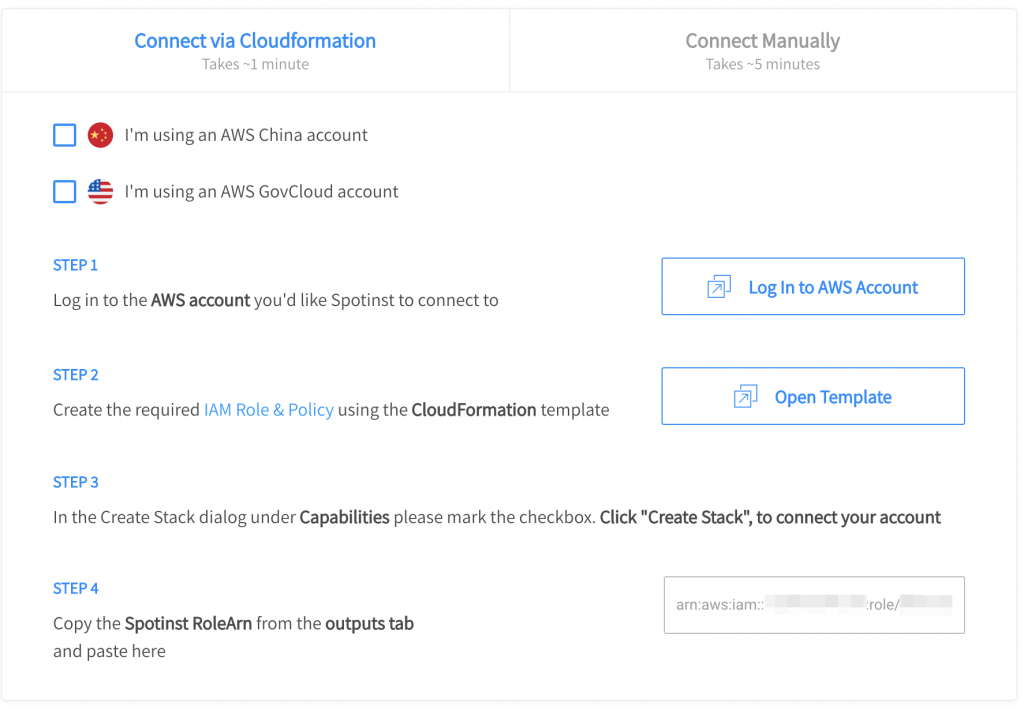 Connect via Cloudformation
Takes ~1 minute
Connect Manually
Takes ~5 minutes
I'm using an AWS China account
I'm using an AWS GovCloud account
STEP 1
Log in to the AWS account you'd like Spotinst to connect to
Log In to AWS Account
STEP 2
Create the required IAM Role & Policy using the CloudFormation template
Open Template
STEP 3
In the Create Stack dialog under Capabilities please mark the checkbox. Click "Create Stack", to connect your account
STEP 4
Copy the Spotinst RoleArn from the outputs tab
and paste here
arn:aws:iam:: :role/